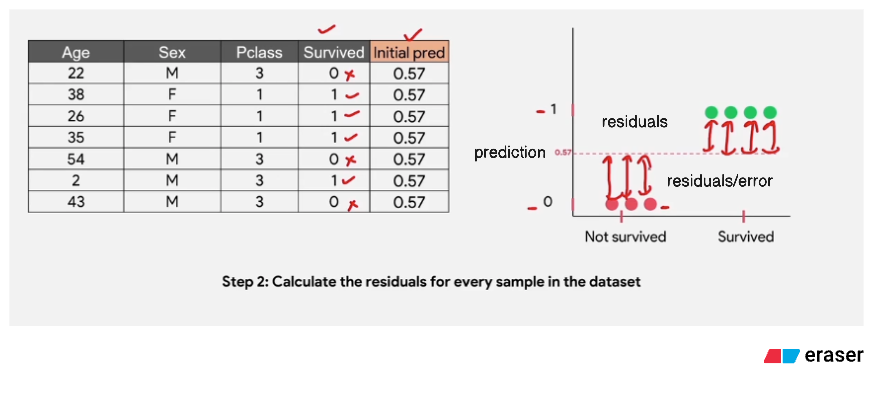 Age Sex Pclass Survived Initial pred
22 M 3 0 0.57
38 F 1 1 0.57
26 F 1 1 0.57
35 F 1 1 0.57
54 M 3 0 0.57
2 M 3 1 0.57
43 M 3 0 0.57
1
residuals
prediction 0.57
residuals/error
0
Not survived Survived
Step 2: Calculate the residuals for every sample in the dataset
eraser